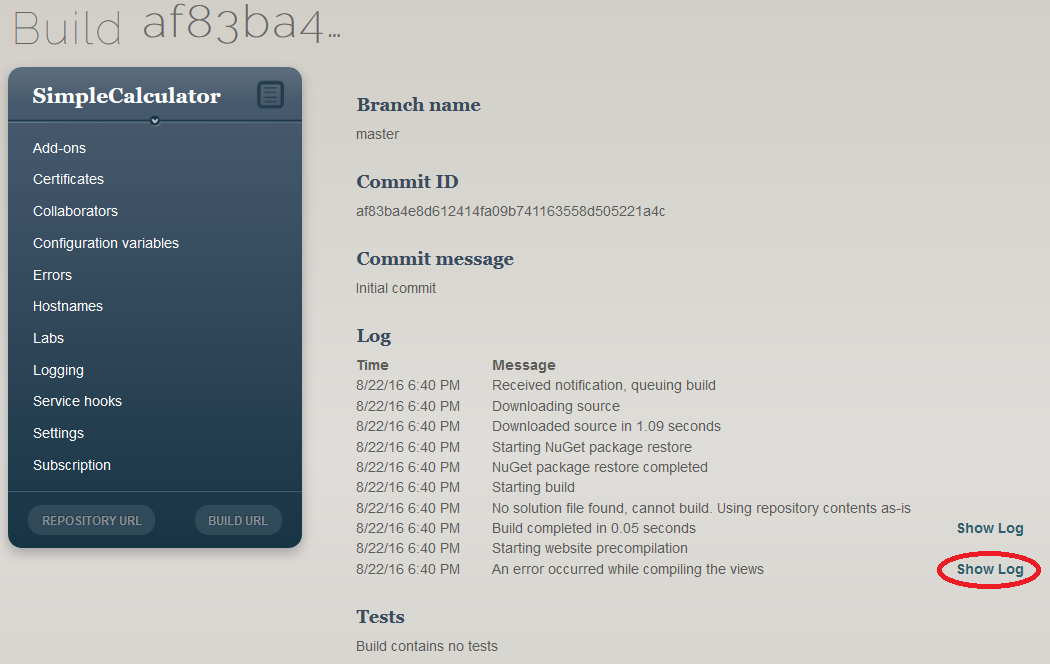 Build af83ba4...
SimpleCalculator
Add-ons
Certificates
Collaborators
Configuration variables
Errors
Hostnames
Labs
Logging
Service hooks
Settings
Subscription
REPOSITORY URL BUILD URL
Branch name
master
Commit ID
af83ba4e8d612414fa09b741163558d505221a4c
Commit message
Initial commit
Log
Time Message
8/22/16 6:40 PM Received notification, queuing build
8/22/16 6:40 PM Downloading source
8/22/16 6:40 PM Downloaded source in 1.09 seconds
8/22/16 6:40 PM Starting NuGet package restore
8/22/16 6:40 PM NuGet package restore completed
8/22/16 6:40 PM Starting build
8/22/16 6:40 PM No solution file found, cannot build. Using repository contents as-is
8/22/16 6:40 PM Build completed in 0.05 seconds Show Log
8/22/16 6:40 PM Starting website precompilation
8/22/16 6:40 PM An error occurred while compiling the views Show Log
Tests
Build contains no tests